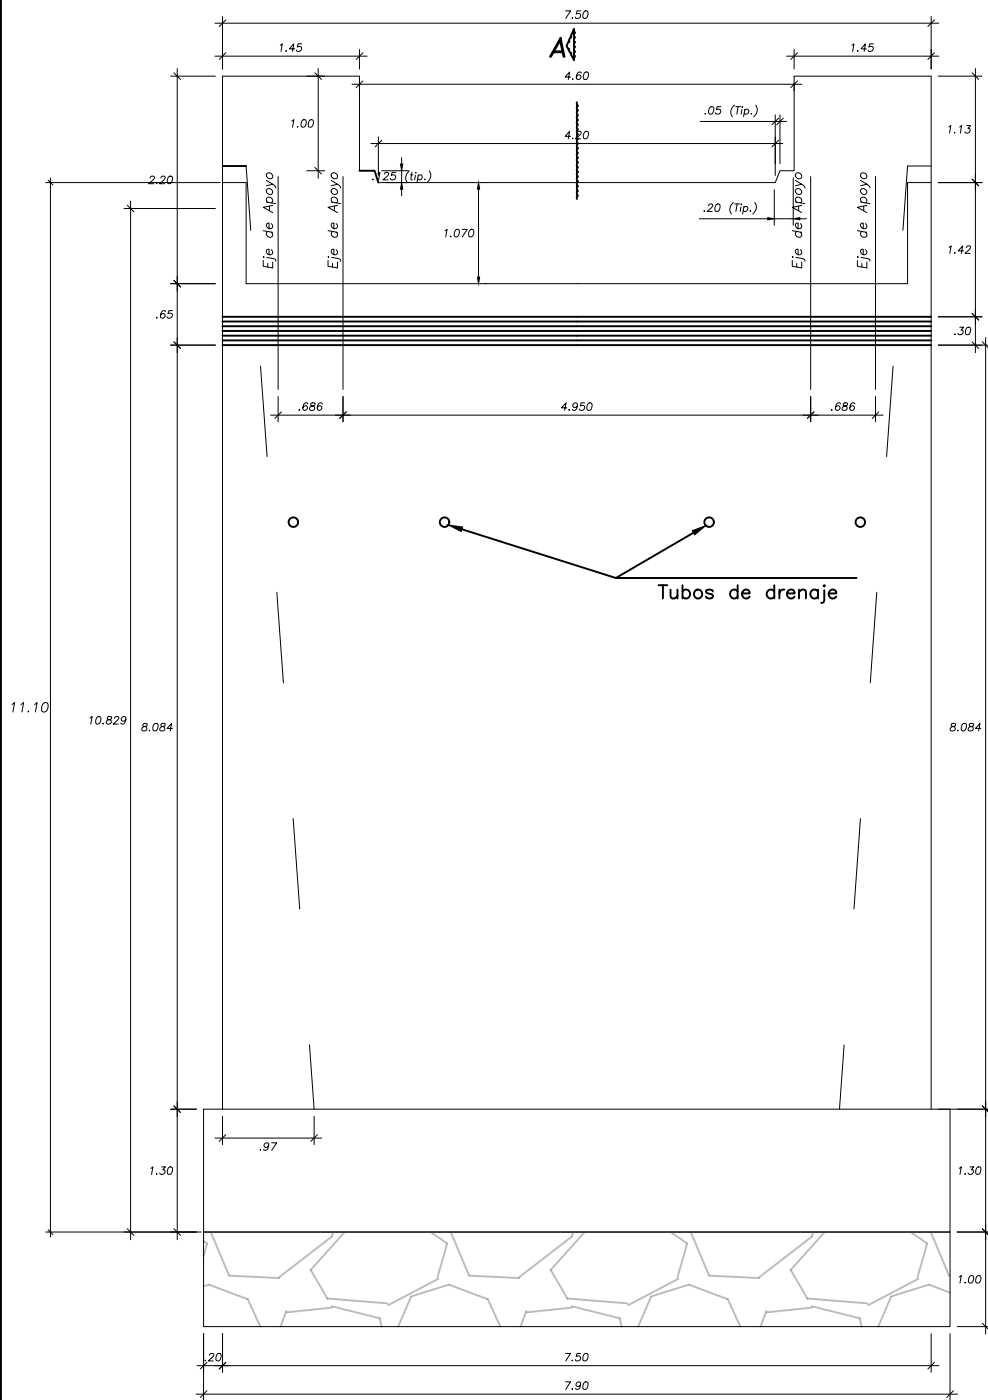 7.50
1.45
A
1.45
4.60
.05 (Tip.)
1.00
1.13
4.20
.125 (tip.)
2.20
Eje de Apoyo
Eje de Apoyo
Eje de Apoyo
Eje de Apoyo
.20 (Tip.)
1.070
1.42
.65
.30
.686
4.950
.686
Tubos de drenaje
11.10
10.829
8.084
8.084
.97
1.30
1.30
1.00
.20
7.50
7.90